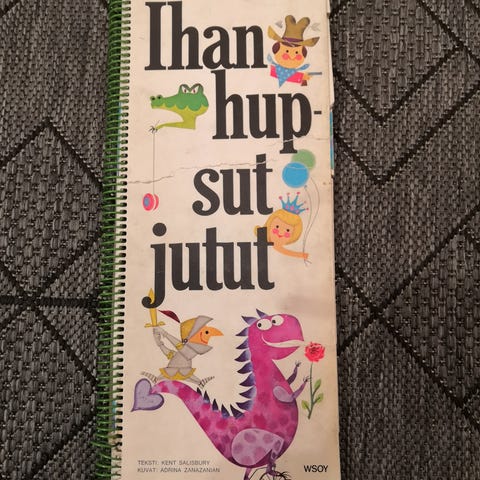 Ihan
hup-
sut
jutut
TEKSTI: KENT SALISBURY
KUVAT: ADRINA ZANAZANIAN
WSOY